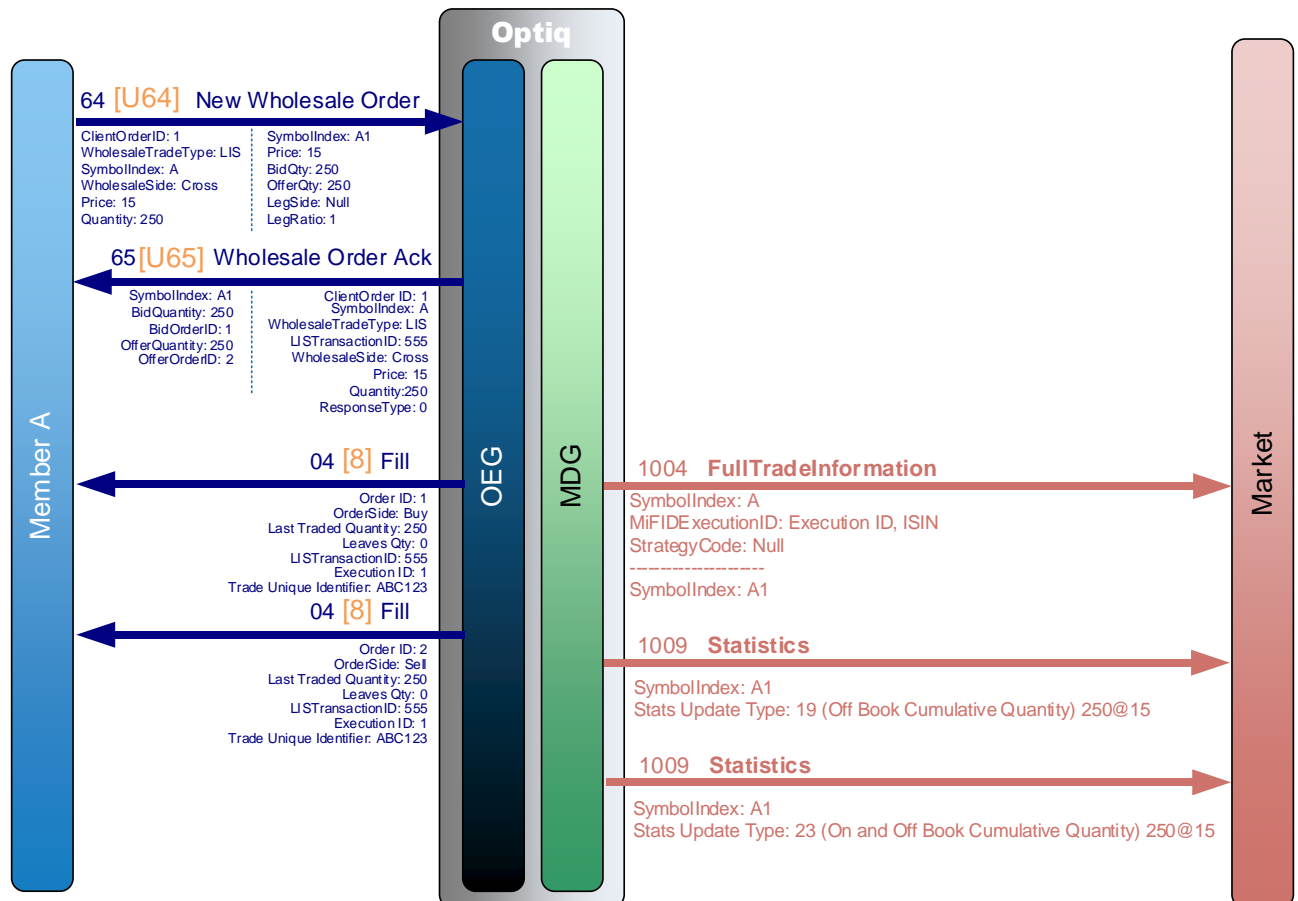 Optiq
Member A
OEG
MDG
Market
64 [U64] New Wholesale Order
ClientOrderID: 1
WholesaleTradeType: LIS
SymbolIndex: A
WholesaleSide: Cross
Price: 15
Quantity: 250
SymbolIndex: A1
Price: 15
BidQty: 250
OfferQty: 250
LegSide: Null
LegRatio: 1
65 [U65] Wholesale Order Ack
SymbolIndex: A1
BidQuantity: 250
BidOrderID: 1
OfferQuantity: 250
OfferOrderID: 2
ClientOrder ID: 1
SymbolIndex: A
WholesaleTradeType: LIS
LISTransactionID: 555
WholesaleSide: Cross
Price: 15
Quantity:250
ResponseType: 0
04 [8] Fill
Order ID: 1
OrderSide: Buy
Last Traded Quantity: 250
Leaves Qty: 0
LISTransactionID: 555
Execution ID: 1
Trade Unique Identifier: ABC123
04 [8] Fill
Order ID: 2
OrderSide: Sell
Last Traded Quantity: 250
Leaves Qty: 0
LISTransactionID: 555
Execution ID: 1
Trade Unique Identifier: ABC123
1004 FullTradeInformation
SymbolIndex: A
MiFIDExecutionID: Execution ID, ISIN
StrategyCode: Null
----------------------
SymbolIndex: A1
1009 Statistics
SymbolIndex: A1
Stats Update Type: 19 (Off Book Cumulative Quantity) 250@15
1009 Statistics
SymbolIndex: A1
Stats Update Type: 23 (On and Off Book Cumulative Quantity) 250@15